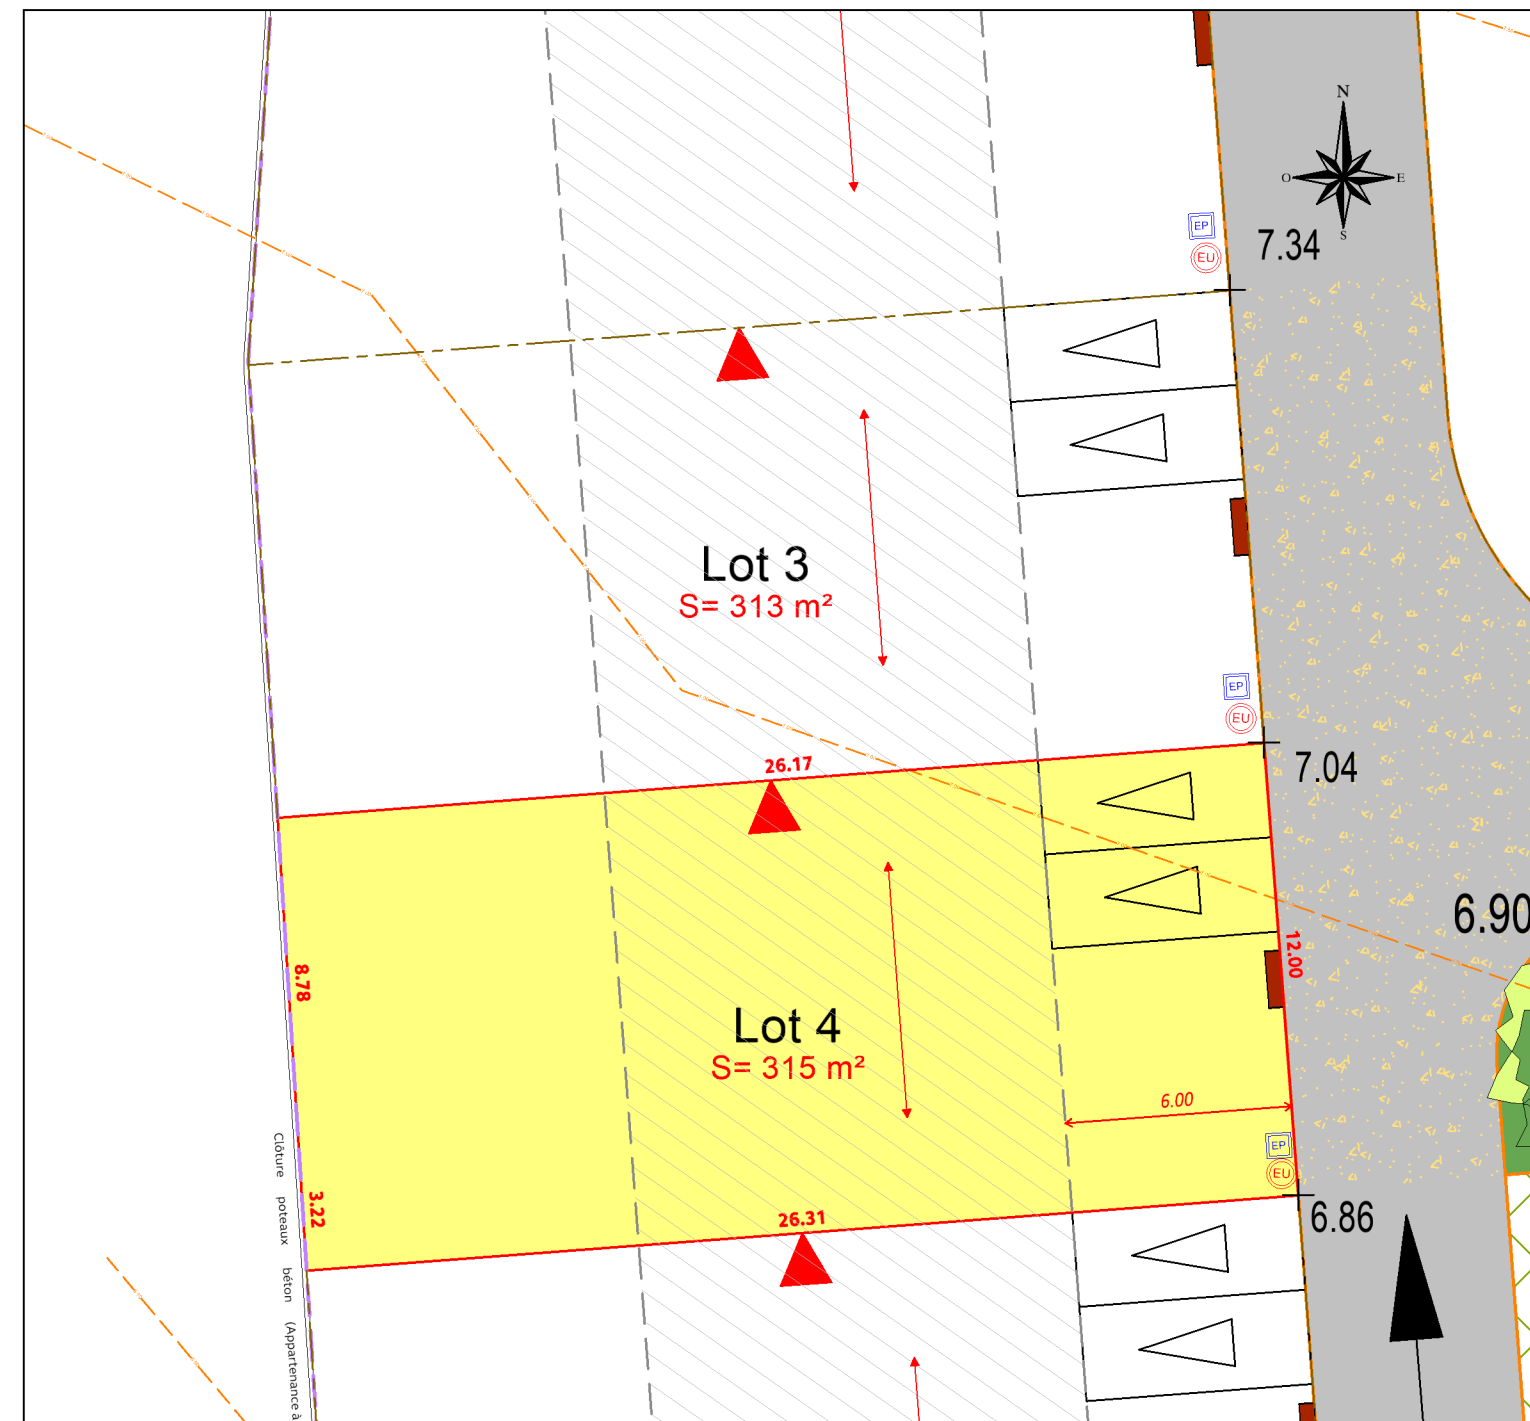 N
O
E
S
EP
EU
7.34
Lot 3
S= 313 m²
EP
EU
26.17
7.04
6.90
12.00
8.78
Lot 4
S= 315 m²
6.00
EP
EU
3.22
26.31
6.86
Clôture poteaux béton (Appartenance à